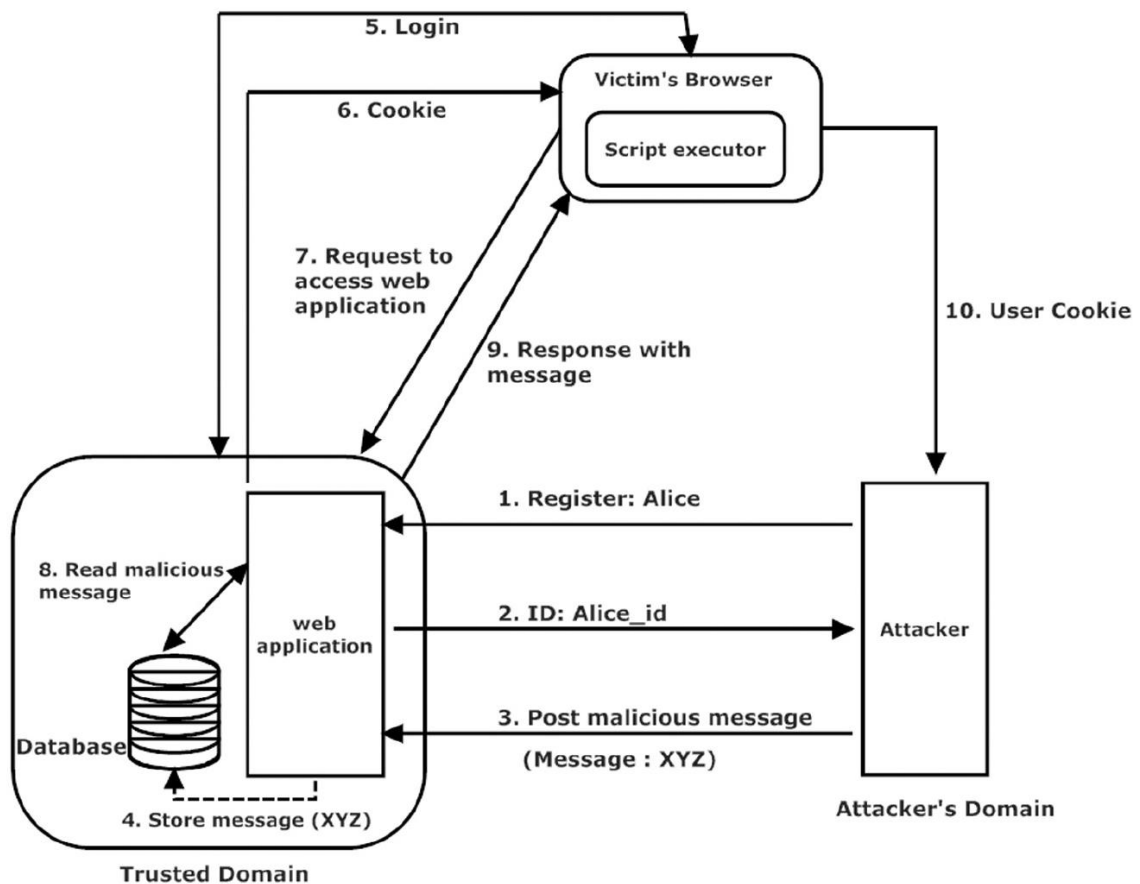 5. Login
Victim's Browser
6. Cookie
Script executor
7. Request to
access web
application
10. User Cookie
9. Response with
message
1. Register: Alice
8. Read malicious
message
2. ID: Alice_id
web
application
Attacker
3. Post malicious message
(Message : XYZ)
Database
4. Store message (XYZ)
Attacker's Domain
Trusted Domain